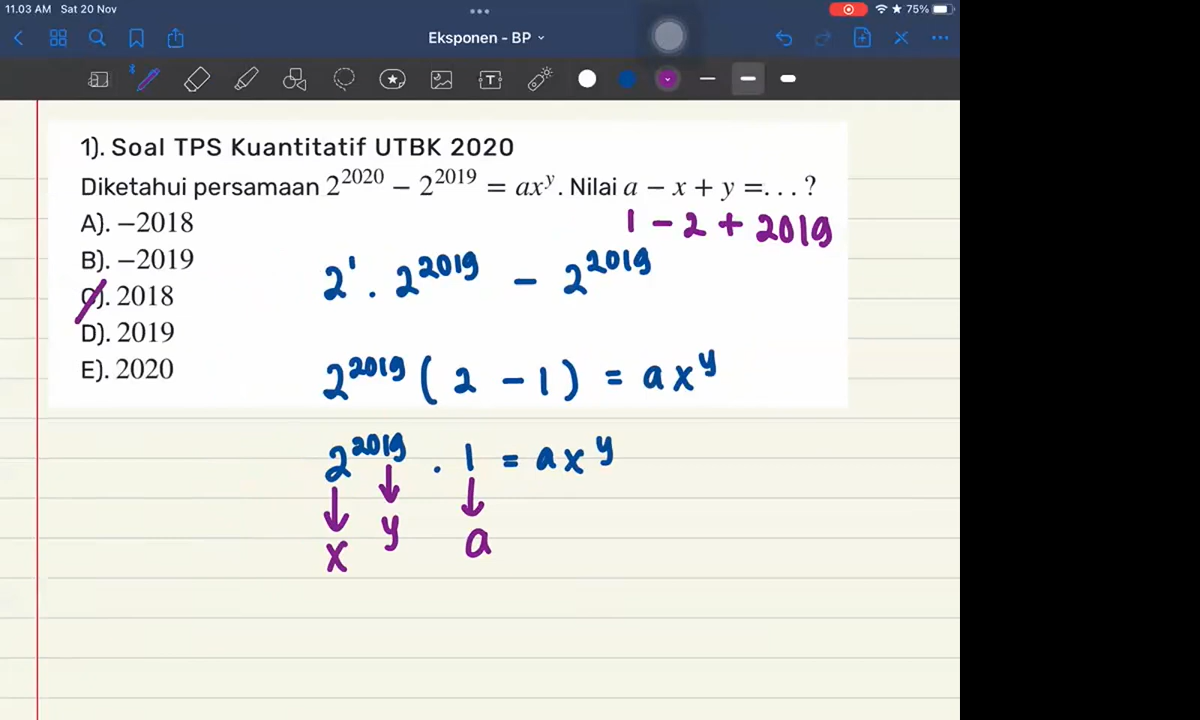 11.03 AM Sat 20 Nov
75%
Eksponen - BP
1). Soal TPS Kuantitatif UTBK 2020
Diketahui persamaan 2^2020 − 2^2019 = ax^y. Nilai a − x + y =. . . ?
1 − 2 + 2019
A). −2018
B). −2019
C). 2018
D). 2019
E). 2020
2^1 . 2^2019 − 2^2019
2^2019 ( 2 − 1 ) = ax^y
2^2019 . 1 = ax^y
x y a